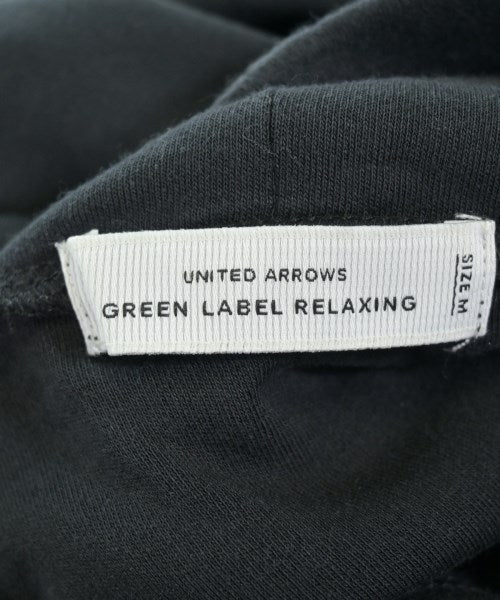 UNITED ARROWS
GREEN LABEL RELAXING
SIZE M